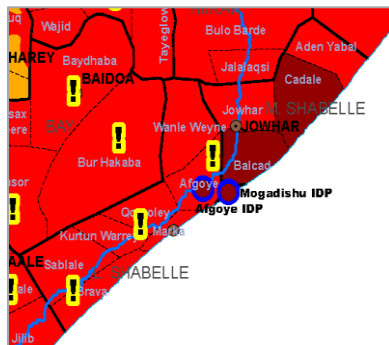 Wajid
Tayeglow
Bulo Barde
Aden Yabal
HAREY
Baydhaba
BAIDOA
Jalalaqsi
Cadale
Jowhar
M. SHABELLE
JOWHAR
BAY
Wanle Weyne
Bur Hakaba
Balcad
Afgoye
Mogadishu IDP
Afgoye IDP
Qoryoley
Marka
Kurtun Warrey
Sablale
SHABELLE
Brava
Jilib